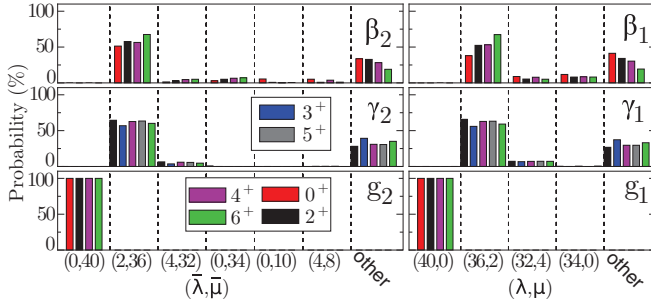 Probability (%)
100
50
0
β₂
β₁
100
50
0
3⁺
5⁺
γ₂
γ₁
100
50
0
4⁺ 0⁺
6⁺ 2⁺
g₂
g₁
(0,40) (2,36) (4,32) (0,34) (0,10) (4,8) other (40,0) (36,2) (32,4) (34,0) other
(λ̄,μ̄) (λ,μ)